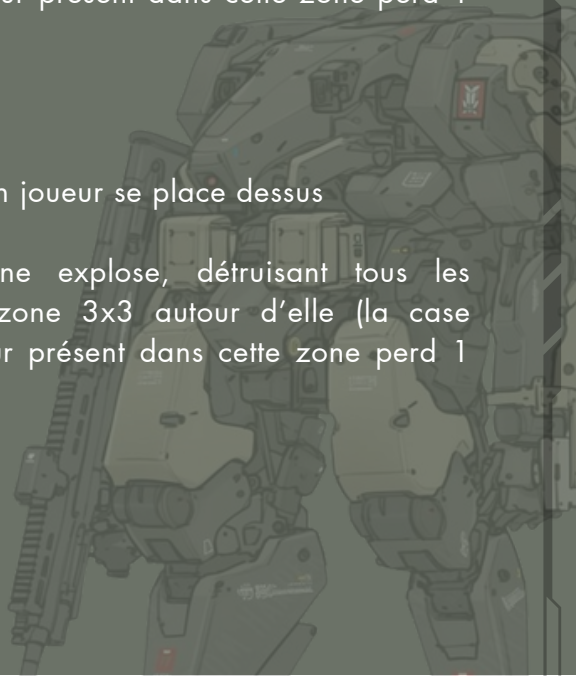 présent dans cette zone perd 1
joueur se place dessus
explose, détruisant tous les
zone 3x3 autour d'elle (la case
présent dans cette zone perd 1